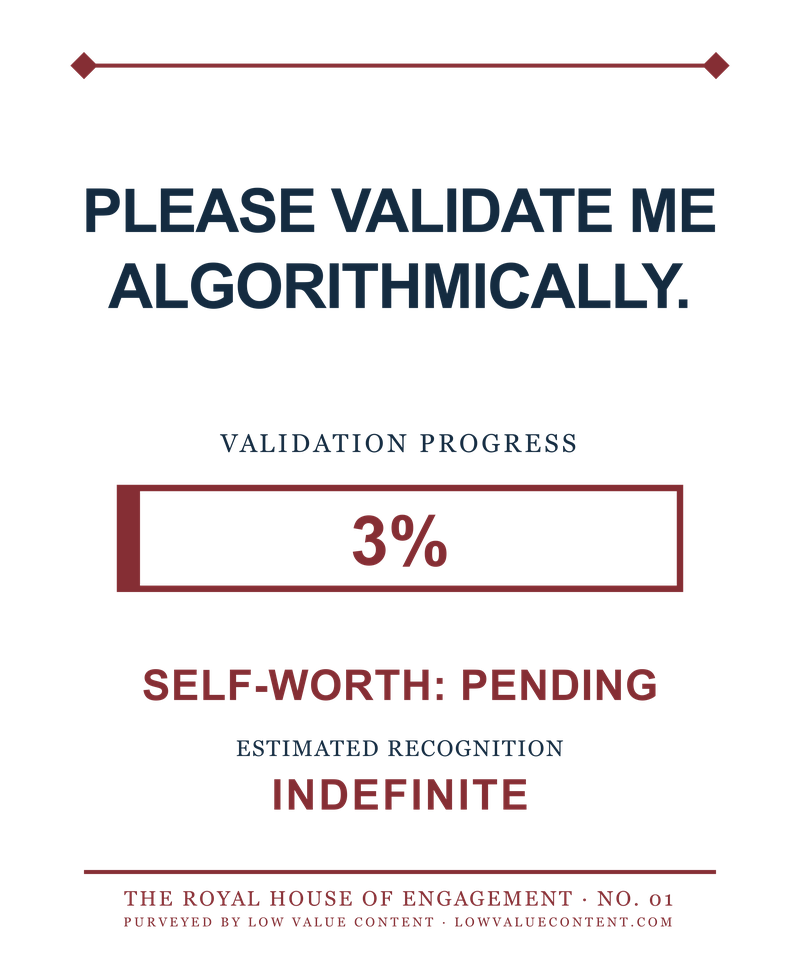 PLEASE VALIDATE ME
ALGORITHMICALLY.
VALIDATION PROGRESS
3%
SELF-WORTH: PENDING
ESTIMATED RECOGNITION
INDEFINITE
THE ROYAL HOUSE OF ENGAGEMENT · NO. 01
PURVEYED BY LOW VALUE CONTENT · LOWVALUECONTENT.COM